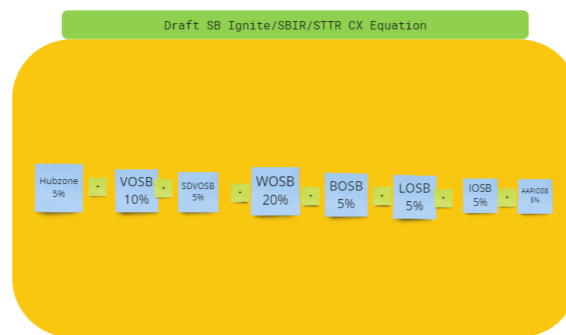 Draft SB Ignite/SBIR/STTR CX Equation
Hubzone
5%
+
VOSB
10%
+
SDVOSB
5%
+
WOSB
20%
+
BOSB
5%
+
LOSB
5%
+
IOSB
5%
+
AAPIOSB
5%